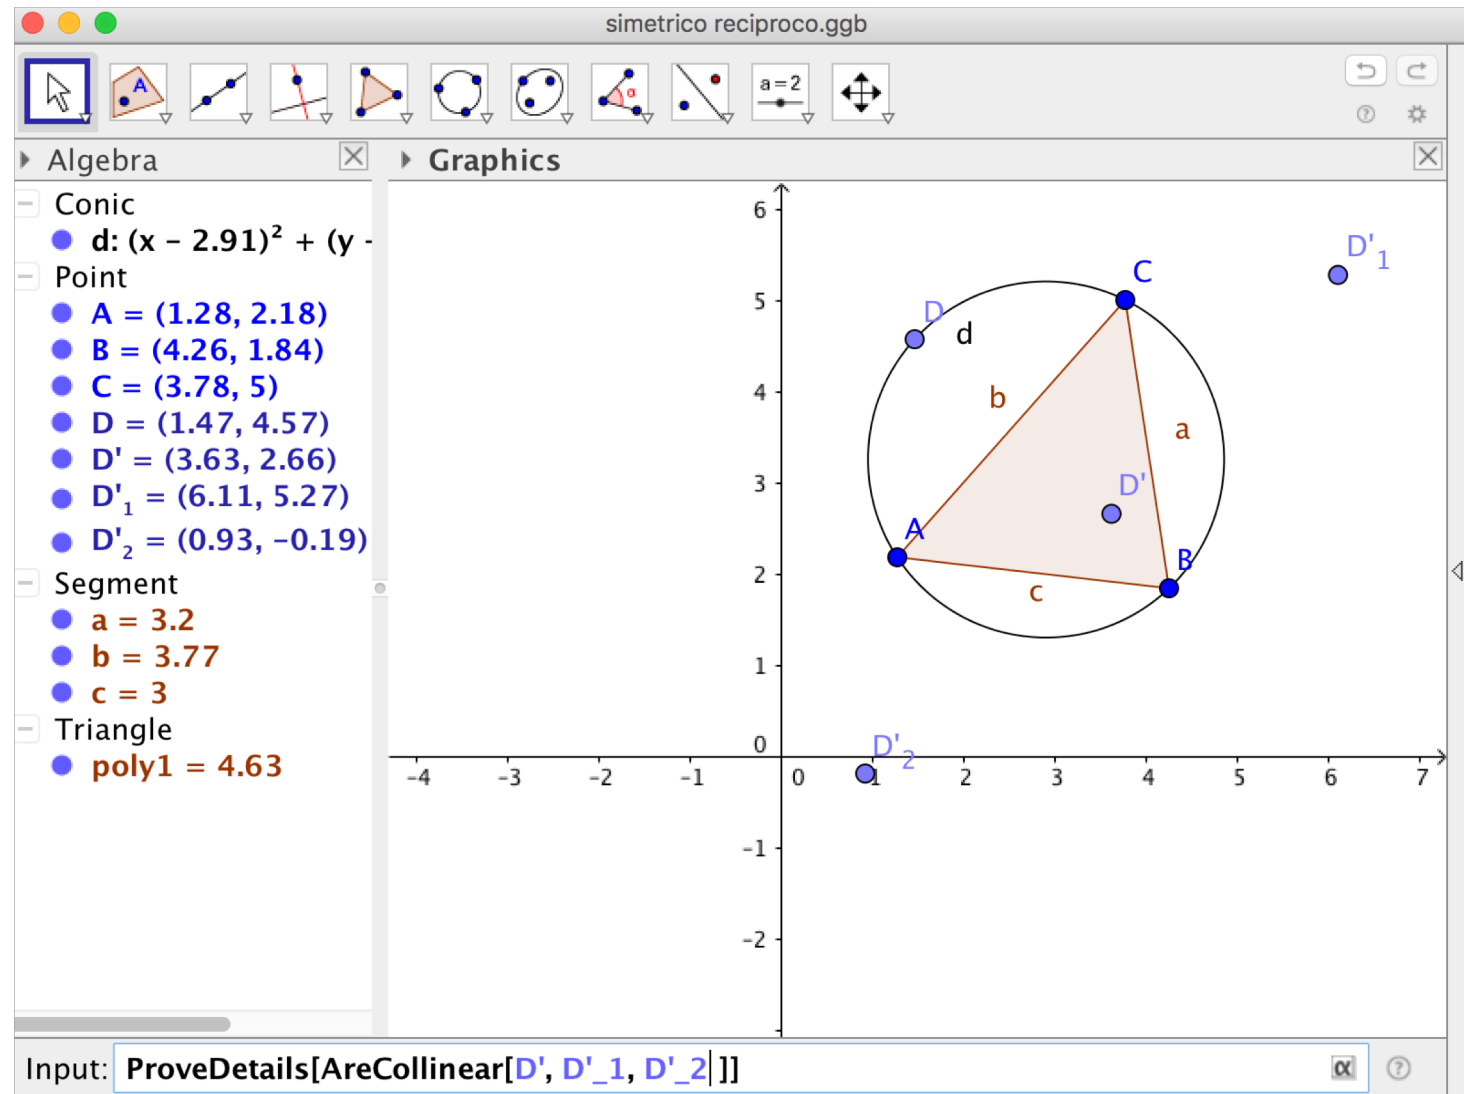 simetrico reciproco.ggb
A
α
a=2
Algebra
Graphics
Conic
d: (x – 2.91)² + (y -
Point
A = (1.28, 2.18)
B = (4.26, 1.84)
C = (3.78, 5)
D = (1.47, 4.57)
D' = (3.63, 2.66)
D'₁ = (6.11, 5.27)
D'₂ = (0.93, –0.19)
Segment
a = 3.2
b = 3.77
c = 3
Triangle
poly1 = 4.63
6
5
4
3
2
1
0
-1
-2
-4 -3 -2 -1 0 1 2 3 4 5 6 7
D'₁
C
D
d
b
a
D'
A
B
c
D'₂
Input: ProveDetails[AreCollinear[D', D'_1, D'_2 ]]
α